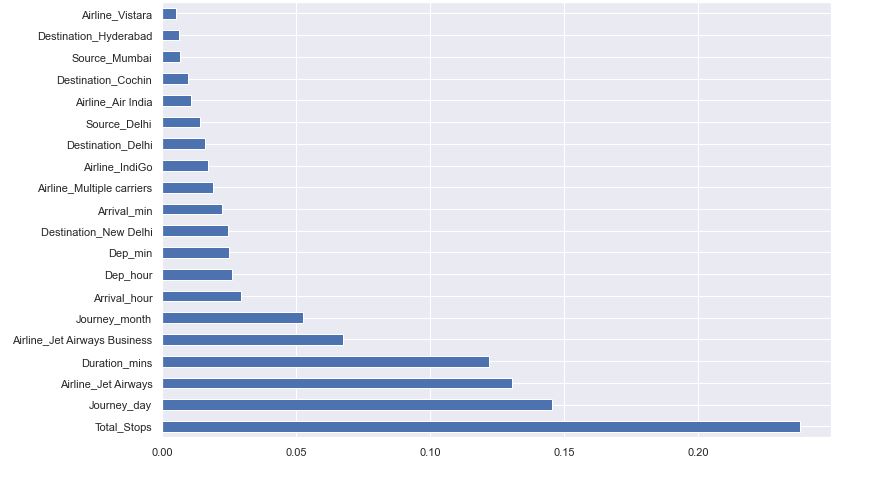 Airline_Vistara
Destination_Hyderabad
Source_Mumbai
Destination_Cochin
Airline_Air India
Source_Delhi
Destination_Delhi
Airline_IndiGo
Airline_Multiple carriers
Arrival_min
Destination_New Delhi
Dep_min
Dep_hour
Arrival_hour
Journey_month
Airline_Jet Airways Business
Duration_mins
Airline_Jet Airways
Journey_day
Total_Stops
0.00 0.05 0.10 0.15 0.20